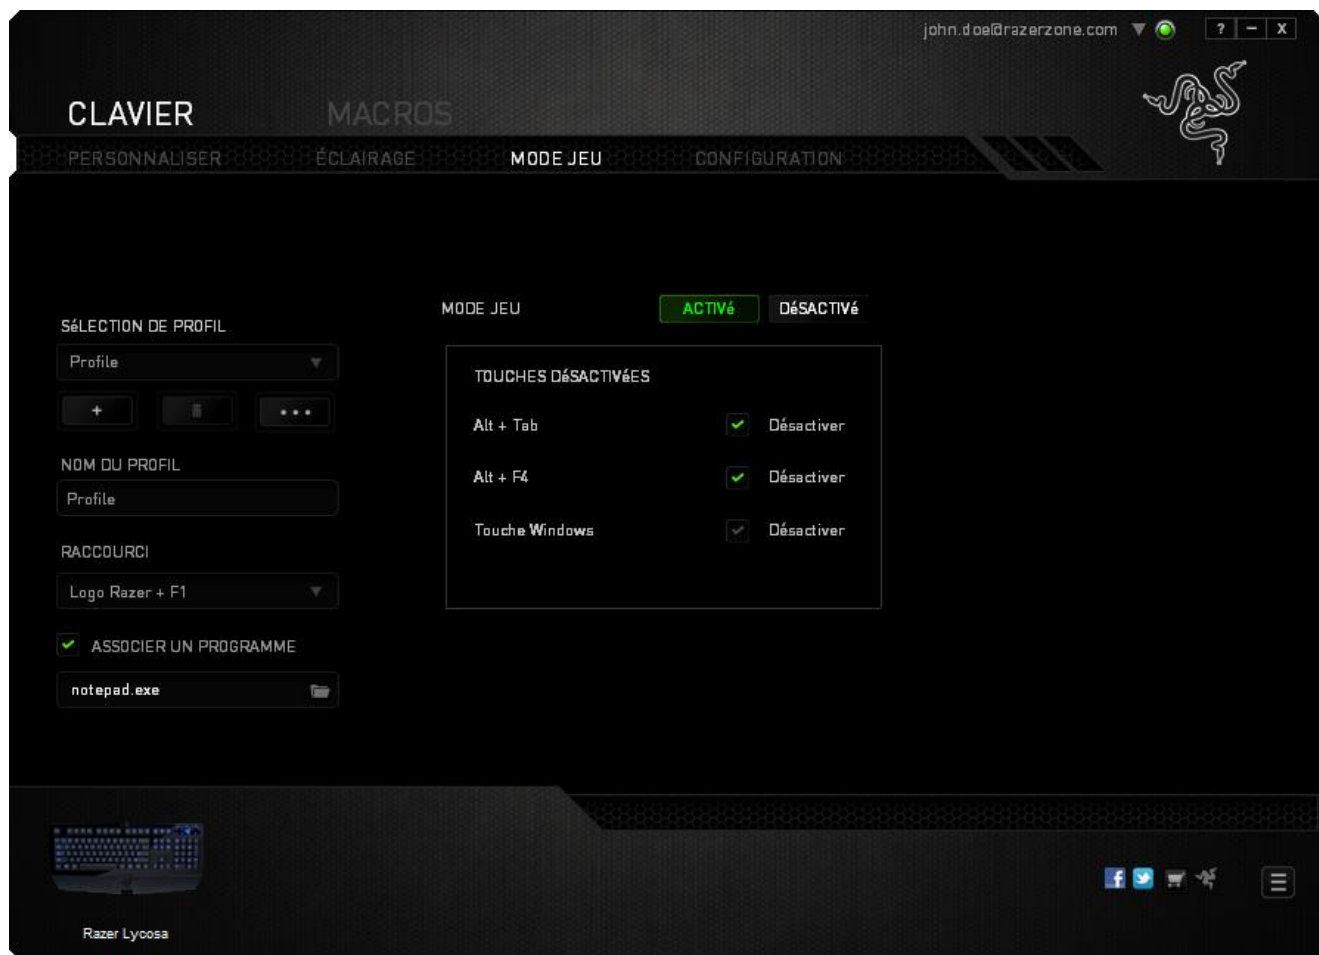 john.doe@razerzone.com
? – X
CLAVIER MACROS
PERSONNALISER ÉCLAIRAGE MODE JEU CONFIGURATION
SéLECTION DE PROFIL
Profile
+ •••
NOM DU PROFIL
Profile
RACCOURCI
Logo Razer + F1
ASSOCIER UN PROGRAMME
notepad.exe
MODE JEU ACTIVé DéSACTIVé
TOUCHES DéSACTIVéES
Alt + Tab Désactiver
Alt + F4 Désactiver
Touche Windows Désactiver
Razer Lycosa